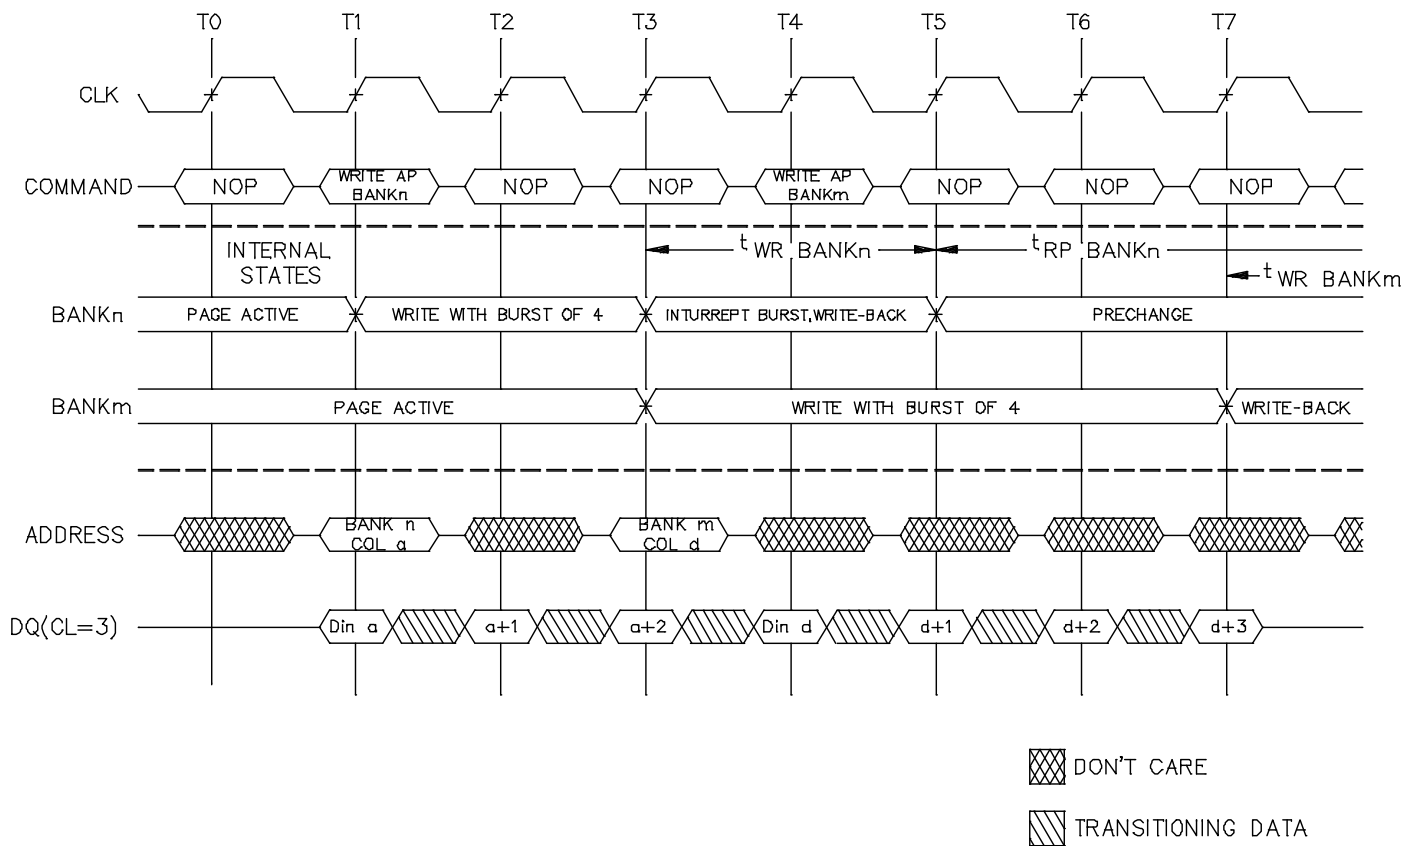 T0 T1 T2 T3 T4 T5 T6 T7
CLK
COMMAND
NOP
WRITE AP
BANKn
NOP
NOP
WRITE AP
BANKm
NOP
NOP
NOP
INTERNAL
STATES
tWR BANKn
tRP BANKn
tWR BANKm
BANKn
PAGE ACTIVE
WRITE WITH BURST OF 4
INTURREPT BURST,WRITE-BACK
PRECHANGE
BANKm
PAGE ACTIVE
WRITE WITH BURST OF 4
WRITE-BACK
ADDRESS
BANK n
COL a
BANK m
COL d
DQ(CL=3)
Din a
a+1
a+2
Din d
d+1
d+2
d+3
DON'T CARE
TRANSITIONING DATA